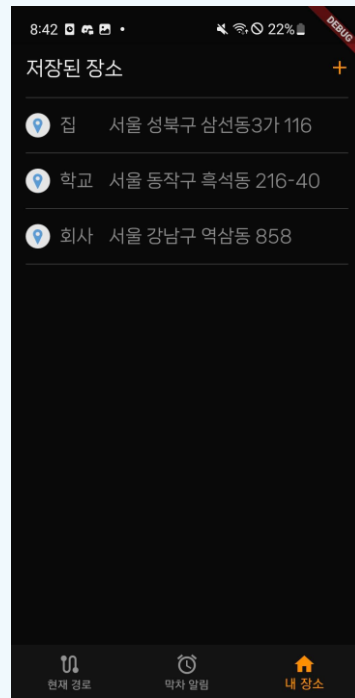 8:42 22%
DEBUG
저장된 장소 +
집 서울 성북구 삼선동3가 116
학교 서울 동작구 흑석동 216-40
회사 서울 강남구 역삼동 858
현재 경로 막차 알림 내 장소